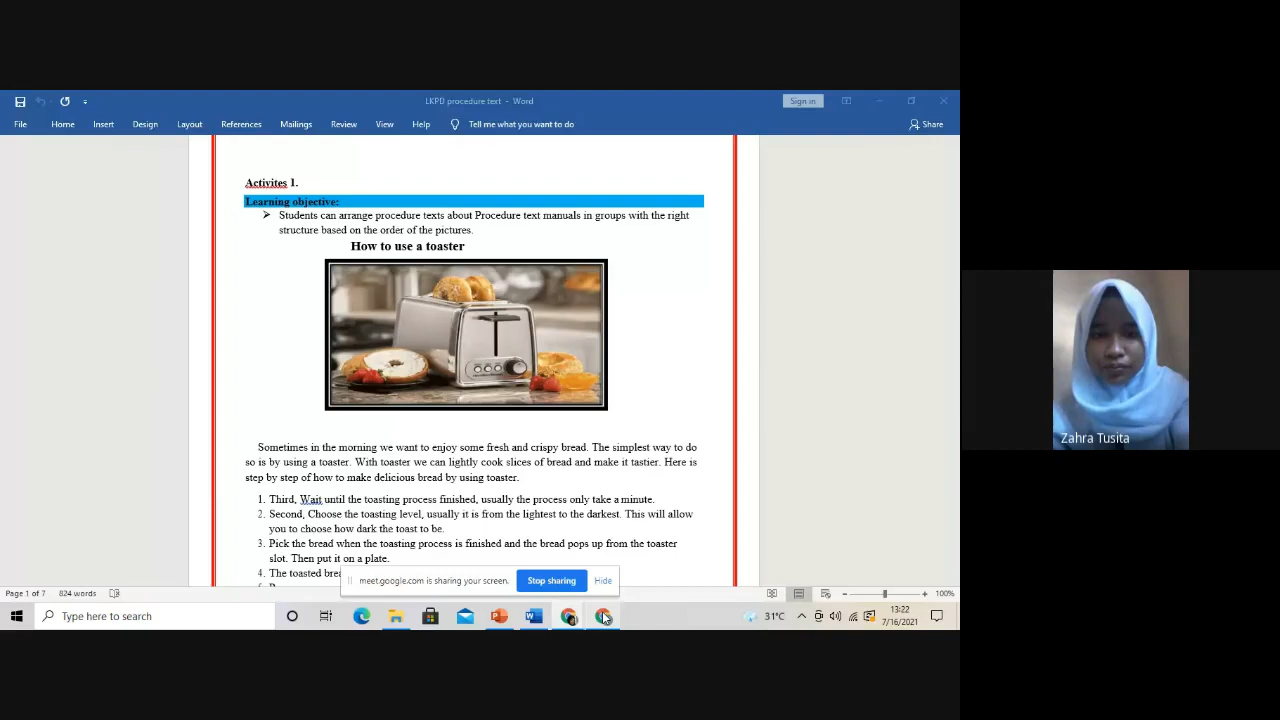 LKPD procedure text - Word
Sign in
File Home Insert Design Layout References Mailings Review View Help Tell me what you want to do Share
Activites 1.
Learning objective:
Students can arrange procedure texts about Procedure text manuals in groups with the right
structure based on the order of the pictures.
How to use a toaster
Sometimes in the morning we want to enjoy some fresh and crispy bread. The simplest way to do
so is by using a toaster. With toaster we can lightly cook slices of bread and make it tastier. Here is
step by step of how to make delicious bread by using toaster.
1. Third, Wait until the toasting process finished, usually the process only take a minute.
2. Second, Choose the toasting level, usually it is from the lightest to the darkest. This will allow
you to choose how dark the toast to be.
3. Pick the bread when the toasting process is finished and the bread pops up from the toaster
slot. Then put it on a plate.
4. The toasted
meet.google.com is sharing your screen. Stop sharing Hide
Page 1 of 7 824 words 100%
Type here to search
31°C
13:22
7/16/2021
Zahra Tusita